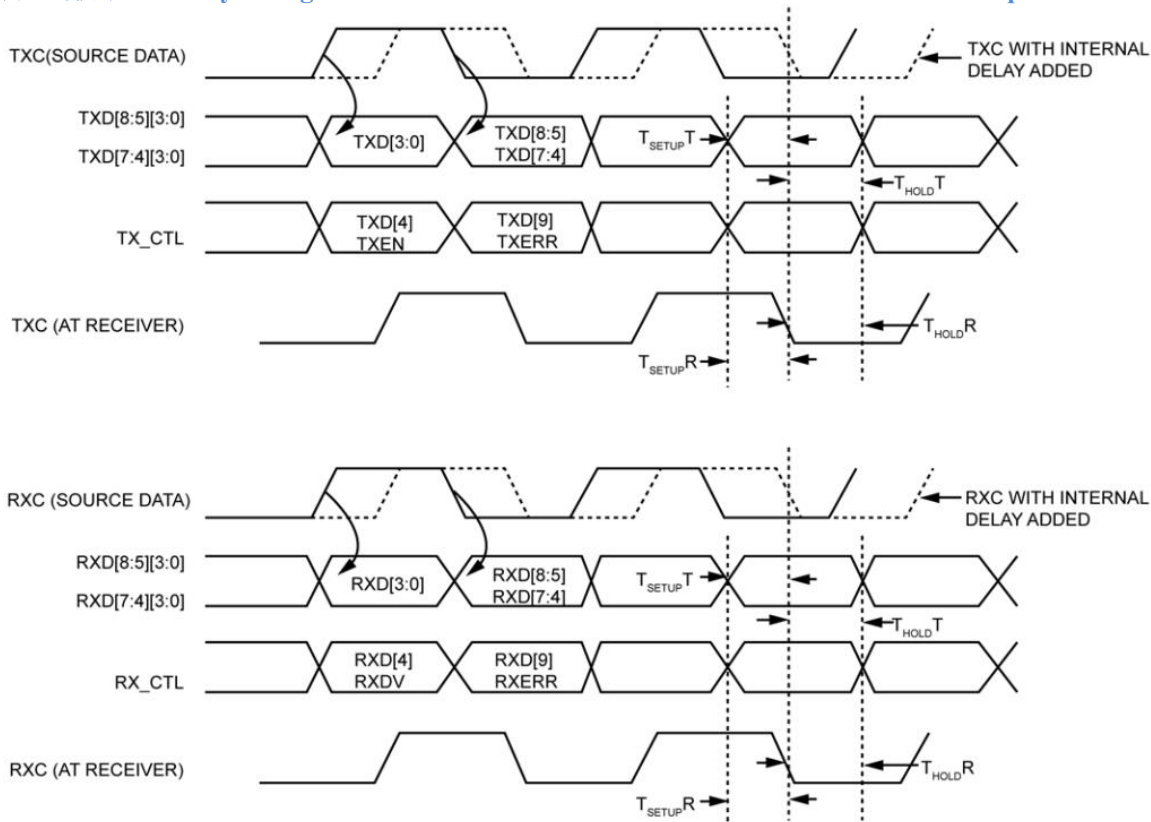 TXC(SOURCE DATA)
TXC WITH INTERNAL
DELAY ADDED
TXD[8:5][3:0]
TXD[7:4][3:0]
TXD[3:0]
TXD[8:5]
TXD[7:4]
TSETUPT
THOLDT
TX_CTL
TXD[4]
TXEN
TXD[9]
TXERR
TXC (AT RECEIVER)
THOLDR
TSETUPR
RXC (SOURCE DATA)
RXC WITH INTERNAL
DELAY ADDED
RXD[8:5][3:0]
RXD[7:4][3:0]
RXD[3:0]
RXD[8:5]
RXD[7:4]
TSETUPT
THOLDT
RX_CTL
RXD[4]
RXDV
RXD[9]
RXERR
RXC (AT RECEIVER)
THOLDR
TSETUPR